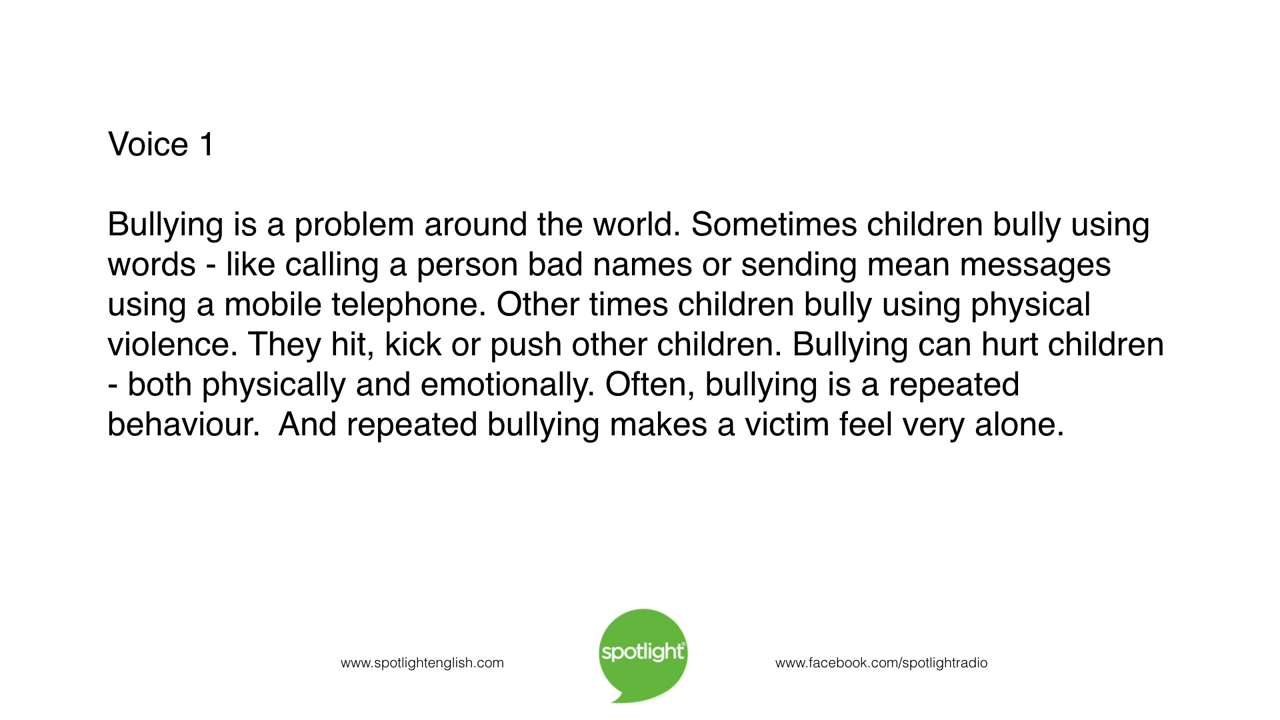 Voice 1
Bullying is a problem around the world. Sometimes children bully using
words - like calling a person bad names or sending mean messages
using a mobile telephone. Other times children bully using physical
violence. They hit, kick or push other children. Bullying can hurt children
- both physically and emotionally. Often, bullying is a repeated
behaviour.  And repeated bullying makes a victim feel very alone.
www.spotlightenglish.com
spotlight®
www.facebook.com/spotlightradio